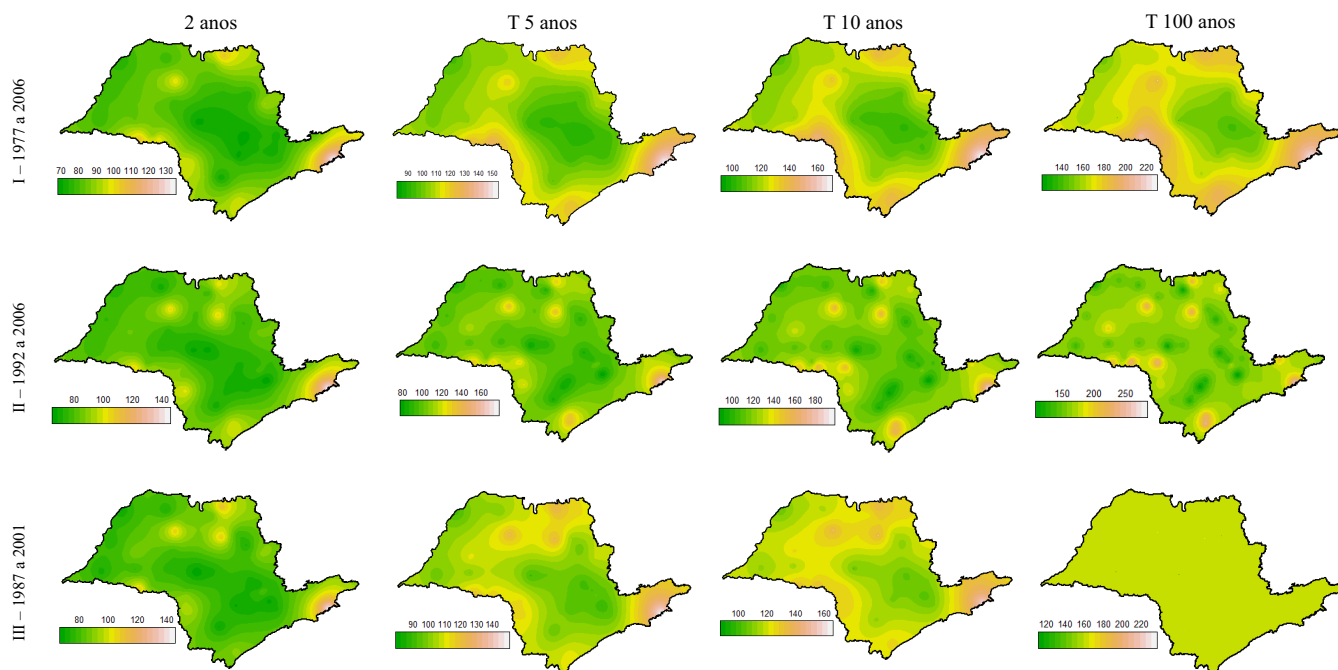 2 anos
T 5 anos
T 10 anos
T 100 anos
I – 1977 a 2006
70 80 90 100 110 120 130
90 100 110 120 130 140 150
100 120 140 160
140 160 180 200 220
II – 1992 a 2006
80 100 120 140
80 100 120 140 160
100 120 140 160 180
150 200 250
III – 1987 a 2001
80 100 120 140
90 100 110 120 130 140
100 120 140 160
120 140 160 180 200 220